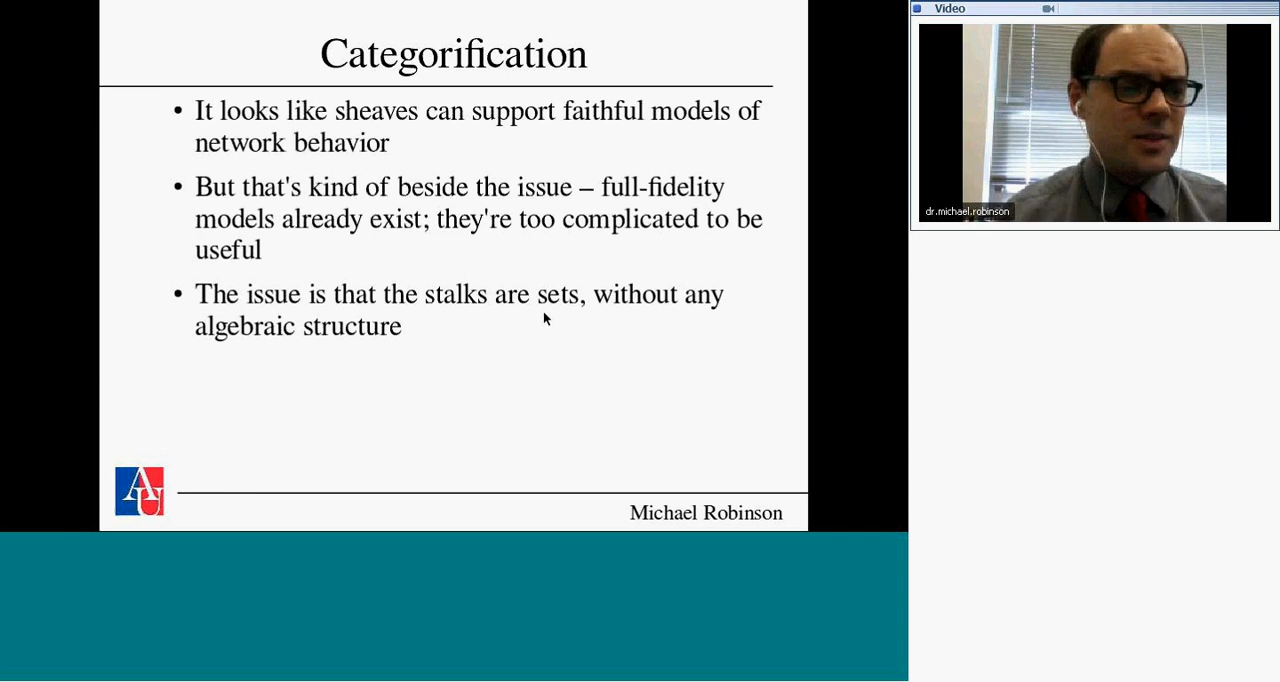 Categorification
• It looks like sheaves can support faithful models of
network behavior
• But that's kind of beside the issue – full-fidelity
models already exist; they're too complicated to be
useful
• The issue is that the stalks are sets, without any
algebraic structure
AU
Michael Robinson
Video
dr.michael.robinson